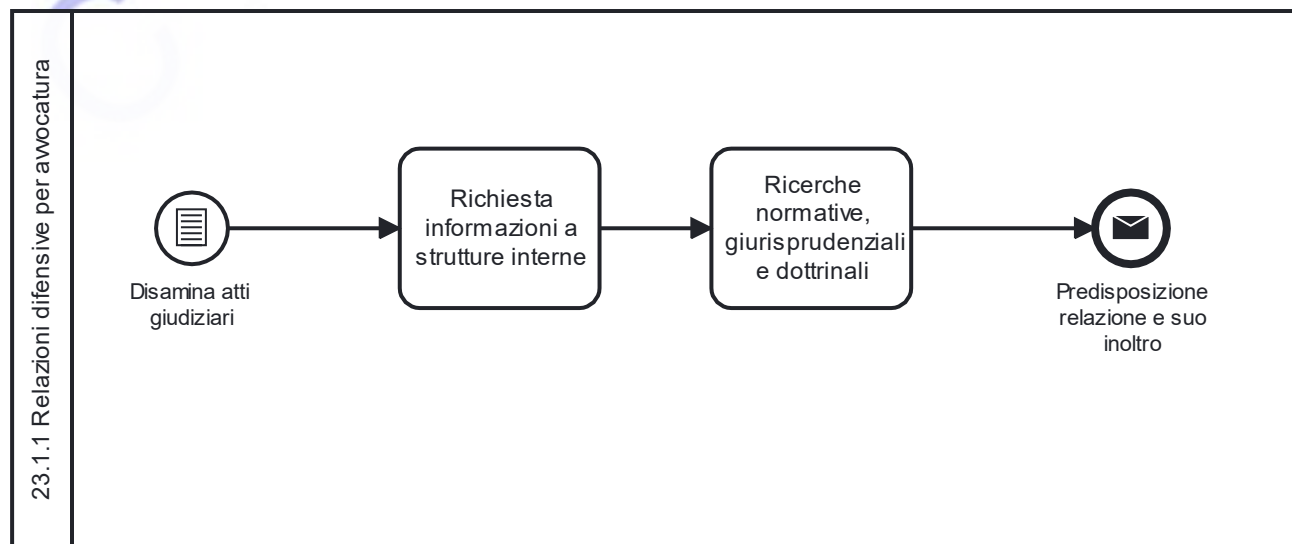 23.1.1 Relazioni difensive per avvocatura
Disamina atti
giudiziari
Richiesta
informazioni a
strutture interne
Ricerche
normative,
giurisprudenziali
e dottrinali
Predisposizione
relazione e suo
inoltro